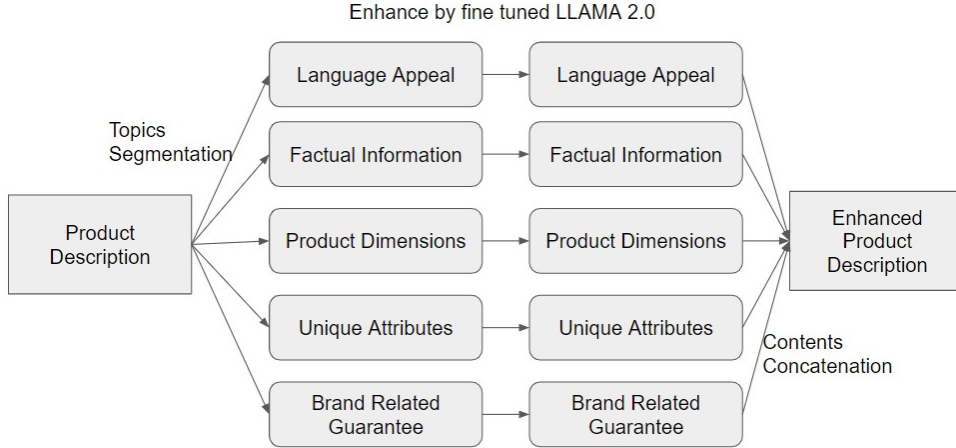 Enhance by fine tuned LLAMA 2.0
Topics
Segmentation
Product
Description
Language Appeal
Language Appeal
Factual Information
Factual Information
Product Dimensions
Product Dimensions
Unique Attributes
Unique Attributes
Brand Related
Guarantee
Brand Related
Guarantee
Enhanced
Product
Description
Contents
Concatenation